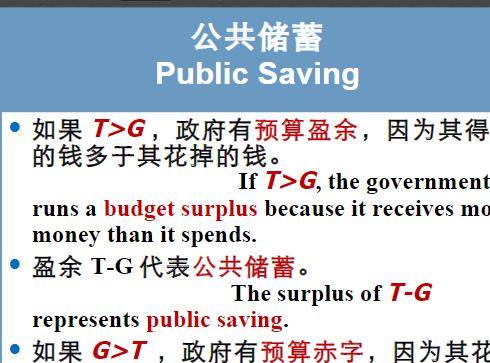 公共储蓄
Public Saving
如果 T>G ，政府有预算盈余，因为其得
的钱多于其花掉的钱。
If T>G, the government
runs a budget surplus because it receives mo
money than it spends.
盈余 T-G 代表公共储蓄。
The surplus of T-G
represents public saving.
如果 G>T ，政府有预算赤字，因为其花